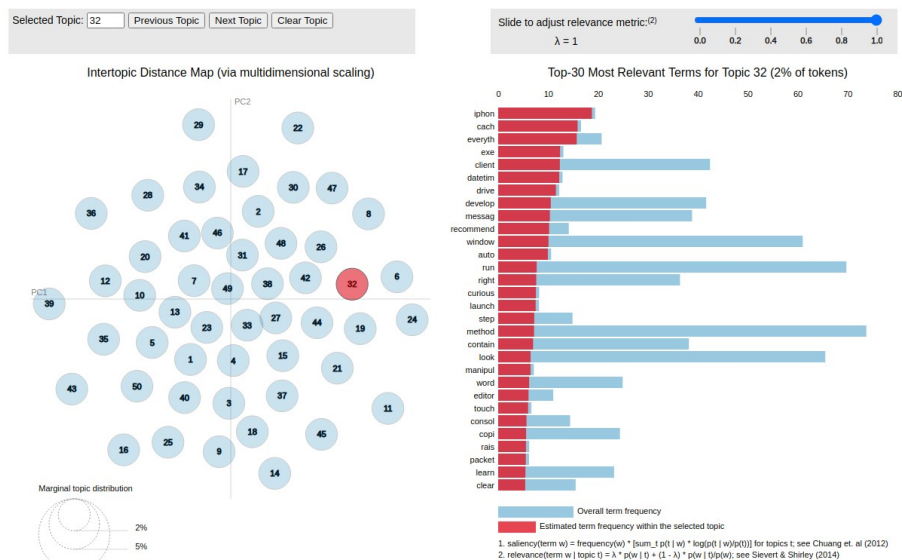 Selected Topic: 32 Previous Topic Next Topic Clear Topic
Slide to adjust relevance metric:(2)
λ = 1
0.0 0.2 0.4 0.6 0.8 1.0
Intertopic Distance Map (via multidimensional scaling)
PC2
PC1
29
22
17
34
30
47
28
36
2
8
41
46
48
26
20
31
12
7
38
42
32
6
10
49
39
13
27
23
33
44
19
24
35
5
1
4
15
21
43
50
40
3
37
11
18
45
16
25
9
14
Marginal topic distribution
2%
5%
Top-30 Most Relevant Terms for Topic 32 (2% of tokens)
0 10 20 30 40 50 60 70 80
iphon
cach
everyth
exe
client
datetim
drive
develop
messag
recommend
window
auto
run
right
curious
launch
step
method
contain
look
manipul
word
editor
touch
consol
copi
rais
packet
learn
clear
Overall term frequency
Estimated term frequency within the selected topic
1. saliency(term w) = frequency(w) * [sum_t p(t | w) * log(p(t | w)/p(t))] for topics t; see Chuang et. al (2012)
2. relevance(term w | topic t) = λ * p(w | t) + (1 - λ) * p(w | t)/p(w); see Sievert & Shirley (2014)